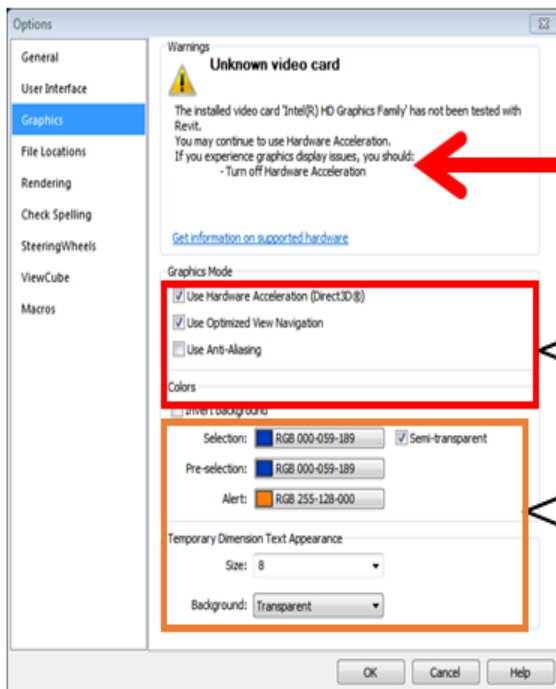 Options
General
User Interface
Graphics
File Locations
Rendering
Check Spelling
SteeringWheels
ViewCube
Macros
Warnings
Unknown video card
The installed video card 'Intel(R) HD Graphics Family' has not been tested with
Revit.
You may continue to use Hardware Acceleration.
If you experience graphics display issues, you should:
- Turn off Hardware Acceleration
Get information on supported hardware
Graphics Mode
Use Hardware Acceleration (Direct3D®)
Use Optimized View Navigation
Use Anti-Aliasing
Colors
Invert background
Selection: RGB 000-059-189 Semi-transparent
Pre-selection: RGB 000-059-189
Alert: RGB 255-128-000
Temporary Dimension Text Appearance
Size: 8
Background: Transparent
OK Cancel Help